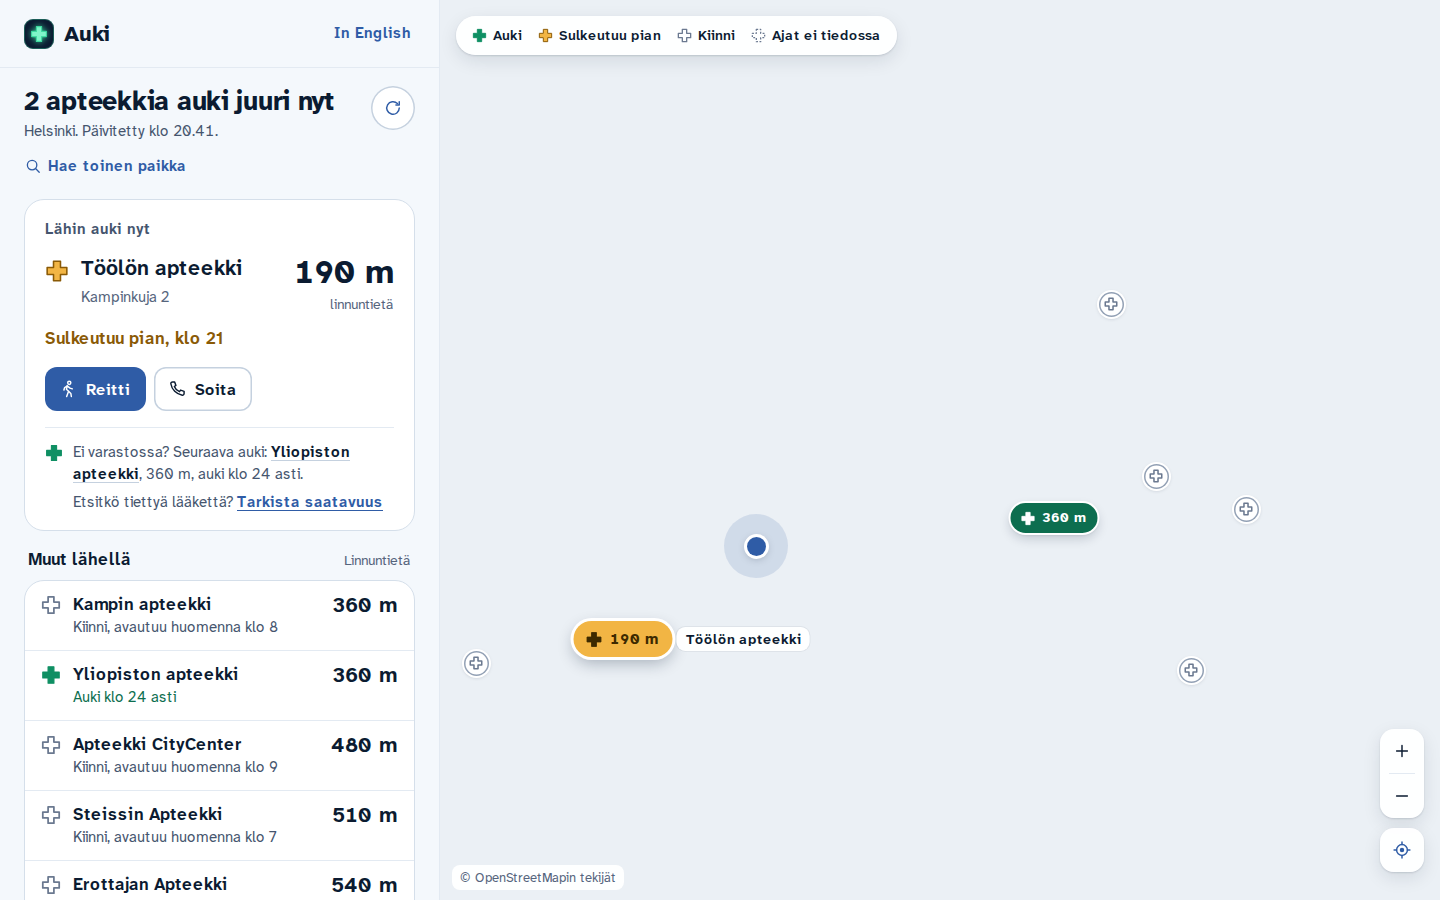 Auki
In English
2 apteekkia auki juuri nyt
Helsinki. Päivitetty klo 20.41.
Hae toinen paikka
Lähin auki nyt
Töölön apteekki
190 m
Kampinkuja 2
linnuntietä
Sulkeutuu pian, klo 21
Reitti
Soita
Ei varastossa? Seuraava auki: Yliopiston
apteekki, 360 m, auki klo 24 asti.
Etsitkö tiettyä lääkettä? Tarkista saatavuus
Muut lähellä
Linnuntietä
Kampin apteekki
360 m
Kiinni, avautuu huomenna klo 8
Yliopiston apteekki
360 m
Auki klo 24 asti
Apteekki CityCenter
480 m
Kiinni, avautuu huomenna klo 9
Steissin Apteekki
510 m
Kiinni, avautuu huomenna klo 7
Erottajan Apteekki
540 m
Auki
Sulkeutuu pian
Kiinni
Ajat ei tiedossa
360 m
190 m
Töölön apteekki
+
−
© OpenStreetMapin tekijät